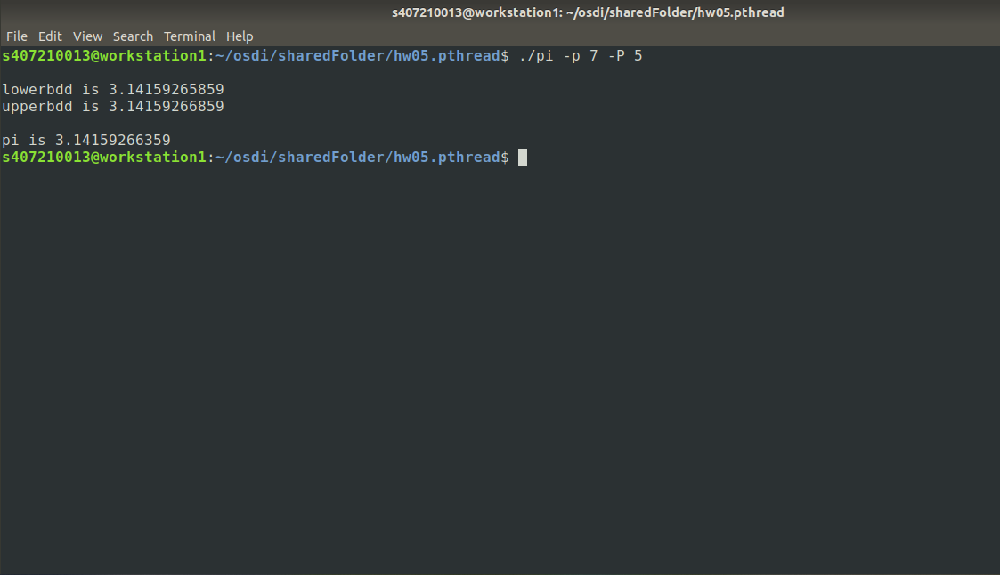 s407210013@workstation1: ~/osdi/sharedFolder/hw05.pthread
File Edit View Search Terminal Help
s407210013@workstation1:~/osdi/sharedFolder/hw05.pthread$ ./pi -p 7 -P 5
lowerbdd is 3.14159265859
upperbdd is 3.14159266859
pi is 3.14159266359
s407210013@workstation1:~/osdi/sharedFolder/hw05.pthread$